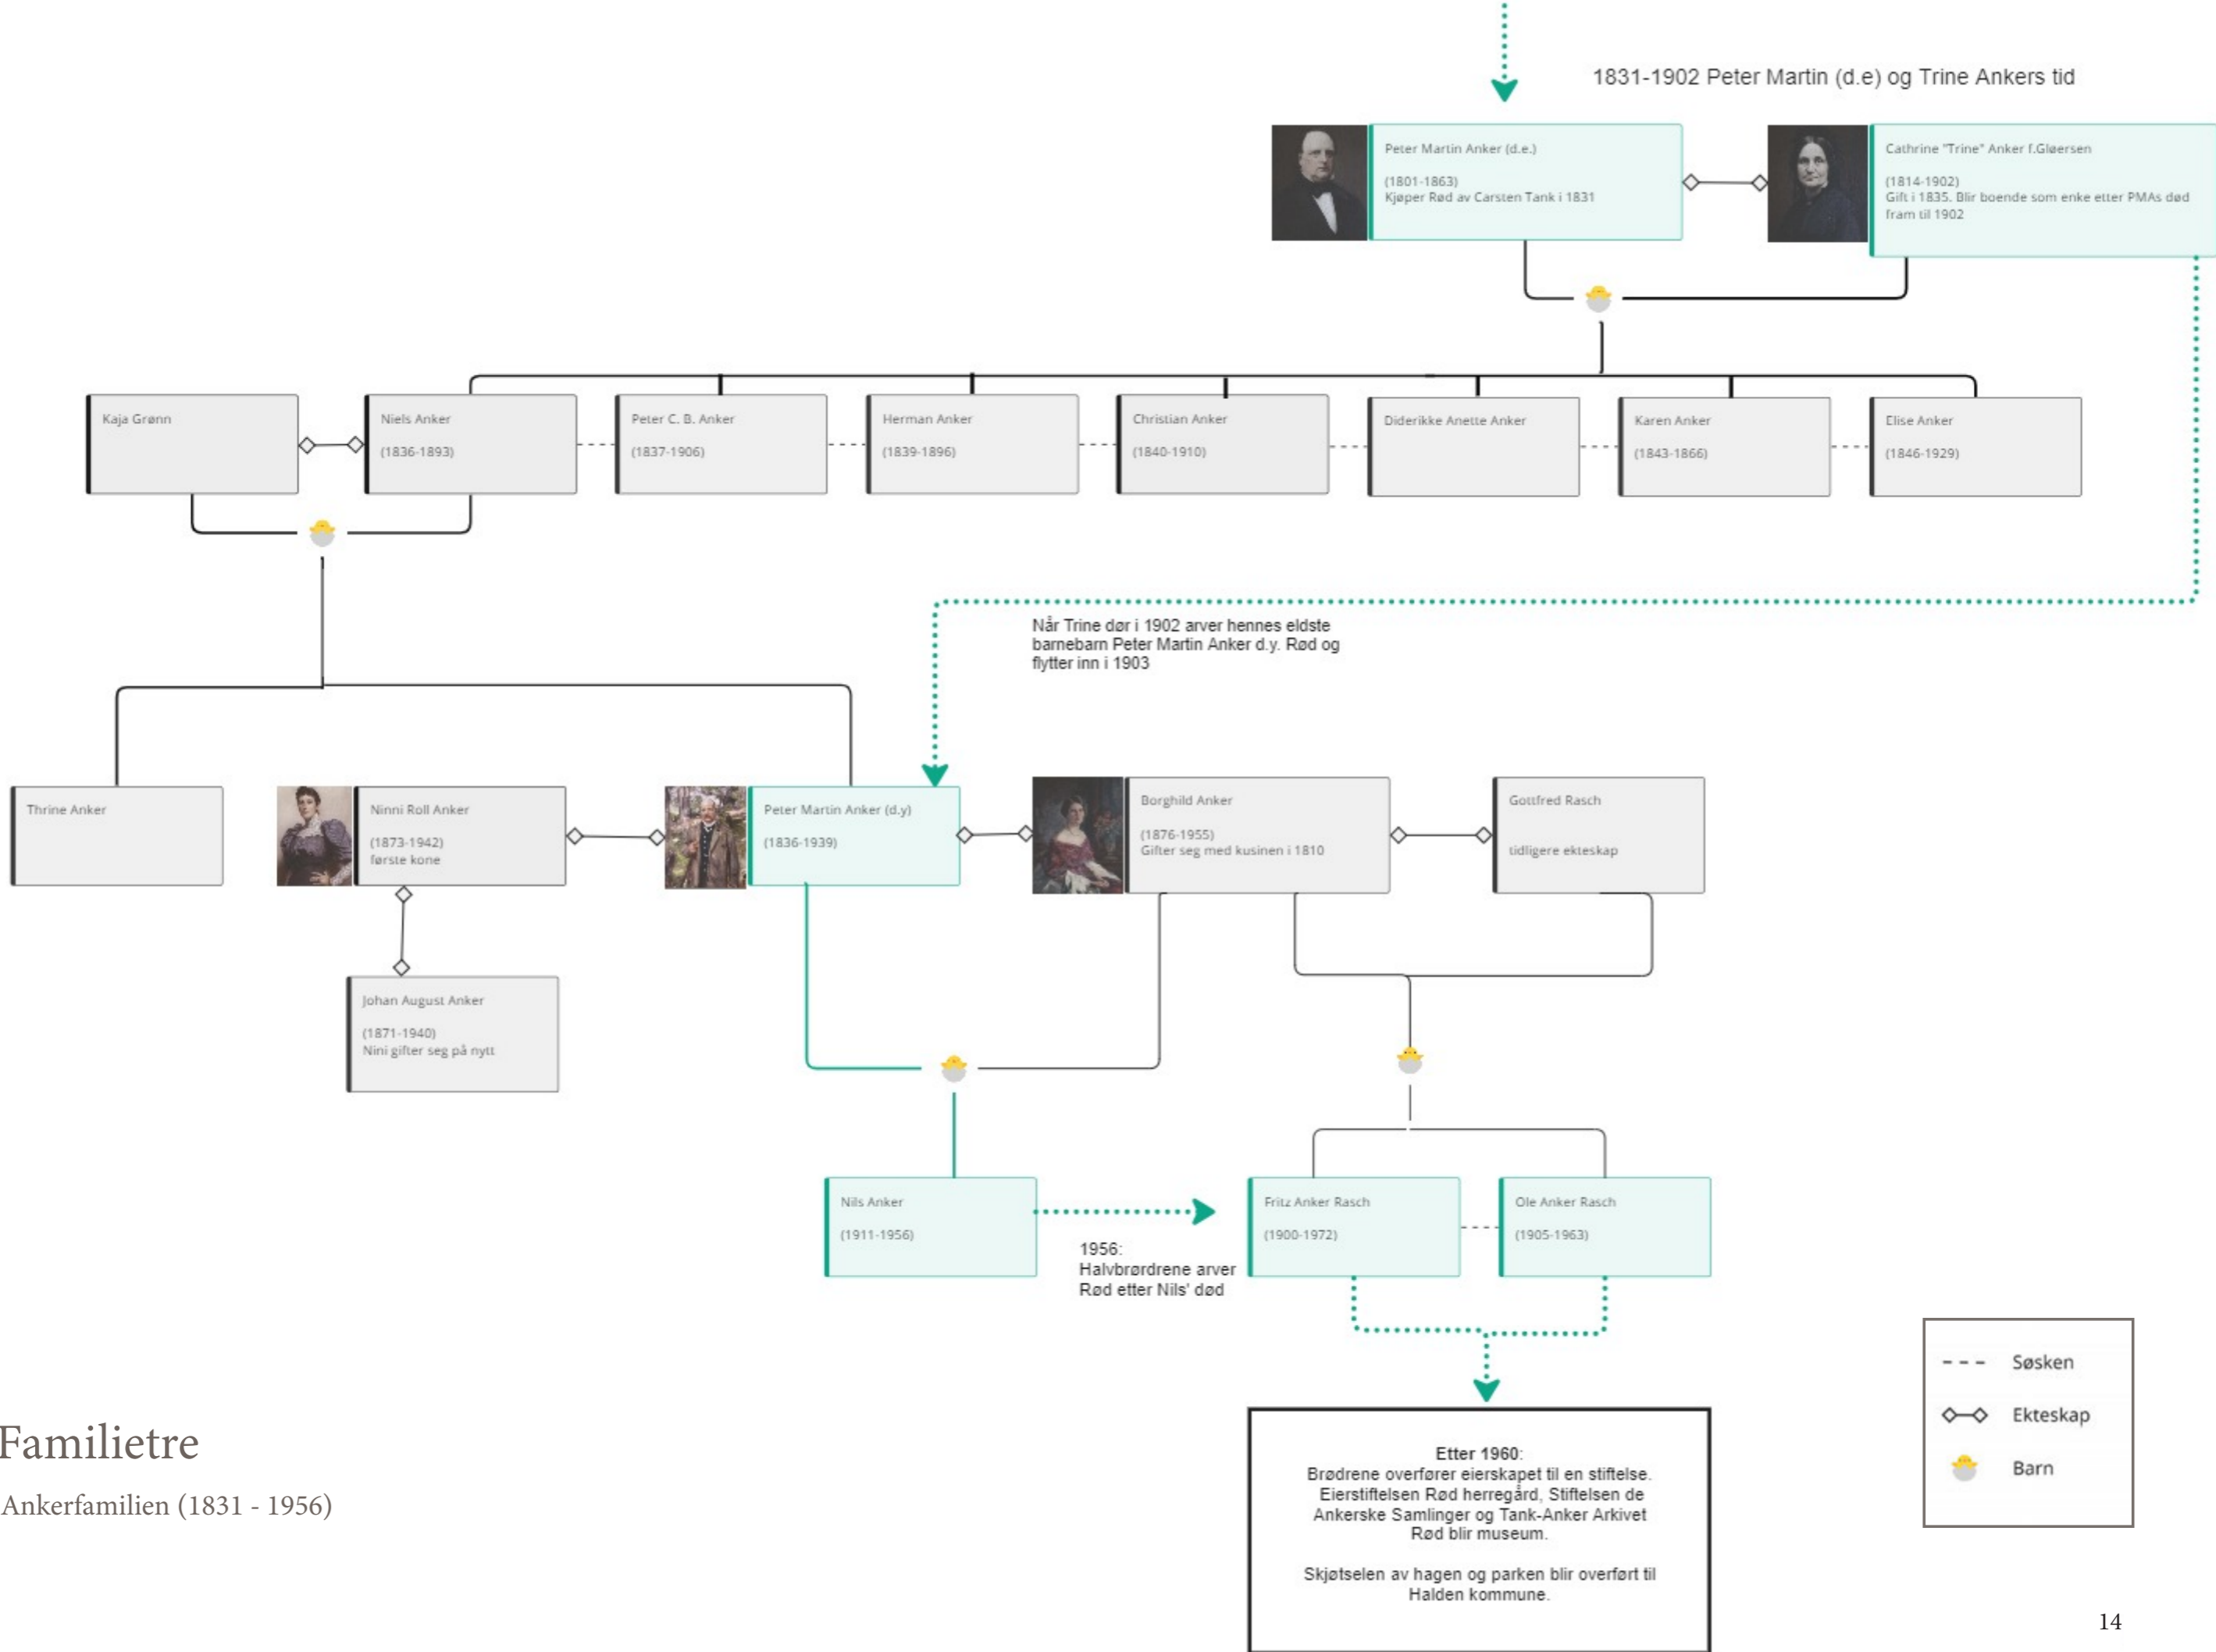 1831-1902 Peter Martin (d.e) og Trine Ankers tid
Peter Martin Anker (d.e.)
(1801-1863)
Kjøper Rød av Carsten Tank i 1831
Cathrine "Trine" Anker f.Gløersen
(1814-1902)
Gift i 1835. Blir boende som enke etter PMAs død
fram til 1902
Kaja Grønn
Niels Anker
(1836-1893)
Peter C. B. Anker
(1837-1906)
Herman Anker
(1839-1896)
Christian Anker
(1840-1910)
Diderikke Anette Anker
Karen Anker
(1843-1866)
Elise Anker
(1846-1929)
Når Trine dør i 1902 arver hennes eldste
barnebarn Peter Martin Anker d.y. Rød og
flytter inn i 1903
Thrine Anker
Ninni Roll Anker
(1873-1942)
første kone
Peter Martin Anker (d.y)
(1836-1939)
Borghild Anker
(1876-1955)
Gifter seg med kusinen i 1810
Gottfred Rasch
tidligere ekteskap
Johan August Anker
(1871-1940)
Nini gifter seg på nytt
Nils Anker
(1911-1956)
1956:
Halvbrørdrene arver
Rød etter Nils' død
Fritz Anker Rasch
(1900-1972)
Ole Anker Rasch
(1905-1963)
Etter 1960:
Brødrene overfører eierskapet til en stiftelse.
Eierstiftelsen Rød herregård, Stiftelsen de
Ankerske Samlinger og Tank-Anker Arkivet
Rød blir museum.
Skjøtselen av hagen og parken blir overført til
Halden kommune.
Søsken
Ekteskap
Barn
Familietre
Ankerfamilien (1831 - 1956)
14